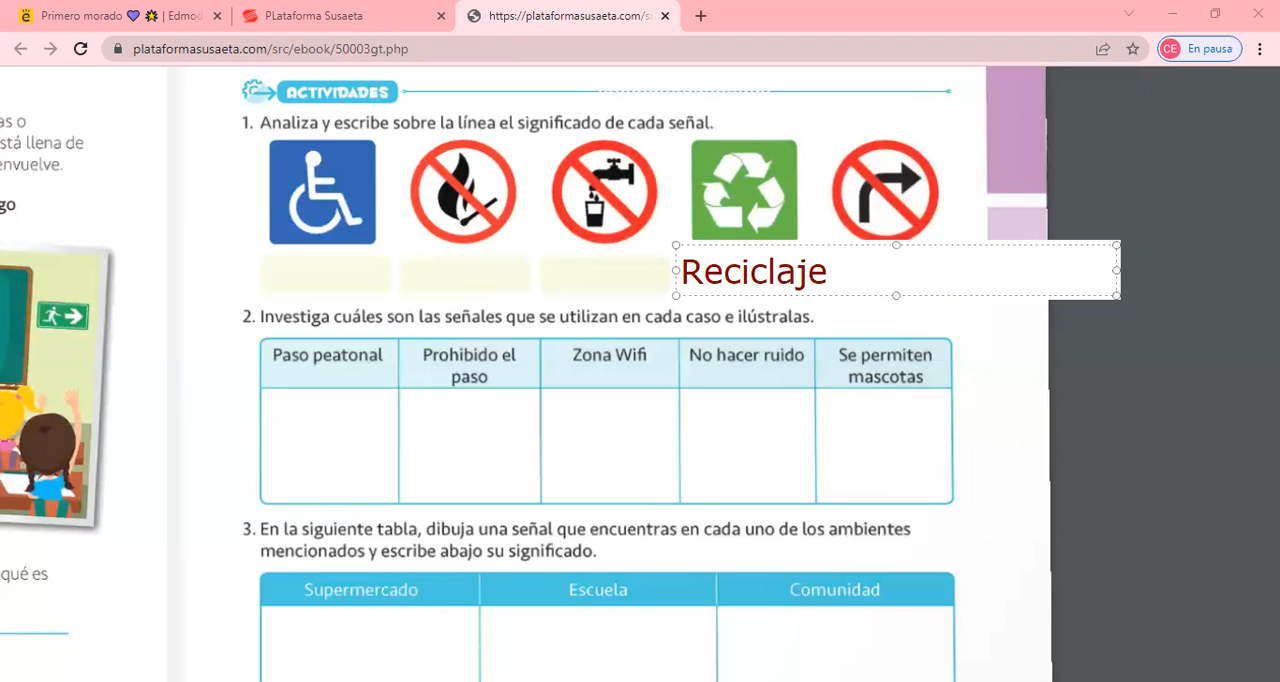 Primero morado 💜 ✴ | Edmod
PLataforma Susaeta
https://plataformasusaeta.com/s
plataformasusaeta.com/src/ebook/50003gt.php
CE En pausa
as o
stá llena de
envuelve.
go
qué es
ACTIVIDADES
1. Analiza y escribe sobre la línea el significado de cada señal.
Reciclaje
2. Investiga cuáles son las señales que se utilizan en cada caso e ilústralas.
Paso peatonal Prohibido el paso Zona Wifi No hacer ruido Se permiten mascotas
3. En la siguiente tabla, dibuja una señal que encuentras en cada uno de los ambientes
mencionados y escribe abajo su significado.
Supermercado Escuela Comunidad